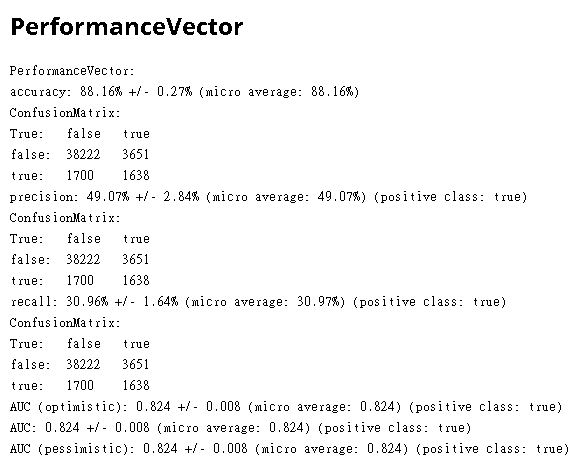 PerformanceVector
PerformanceVector:
accuracy: 88.16% +/- 0.27% (micro average: 88.16%)
ConfusionMatrix:
True: false true
false: 38222 3651
true: 1700 1638
precision: 49.07% +/- 2.84% (micro average: 49.07%) (positive class: true)
ConfusionMatrix:
True: false true
false: 38222 3651
true: 1700 1638
recall: 30.96% +/- 1.64% (micro average: 30.97%) (positive class: true)
ConfusionMatrix:
True: false true
false: 38222 3651
true: 1700 1638
AUC (optimistic): 0.824 +/- 0.008 (micro average: 0.824) (positive class: true)
AUC: 0.824 +/- 0.008 (micro average: 0.824) (positive class: true)
AUC (pessimistic): 0.824 +/- 0.008 (micro average: 0.824) (positive class: true)